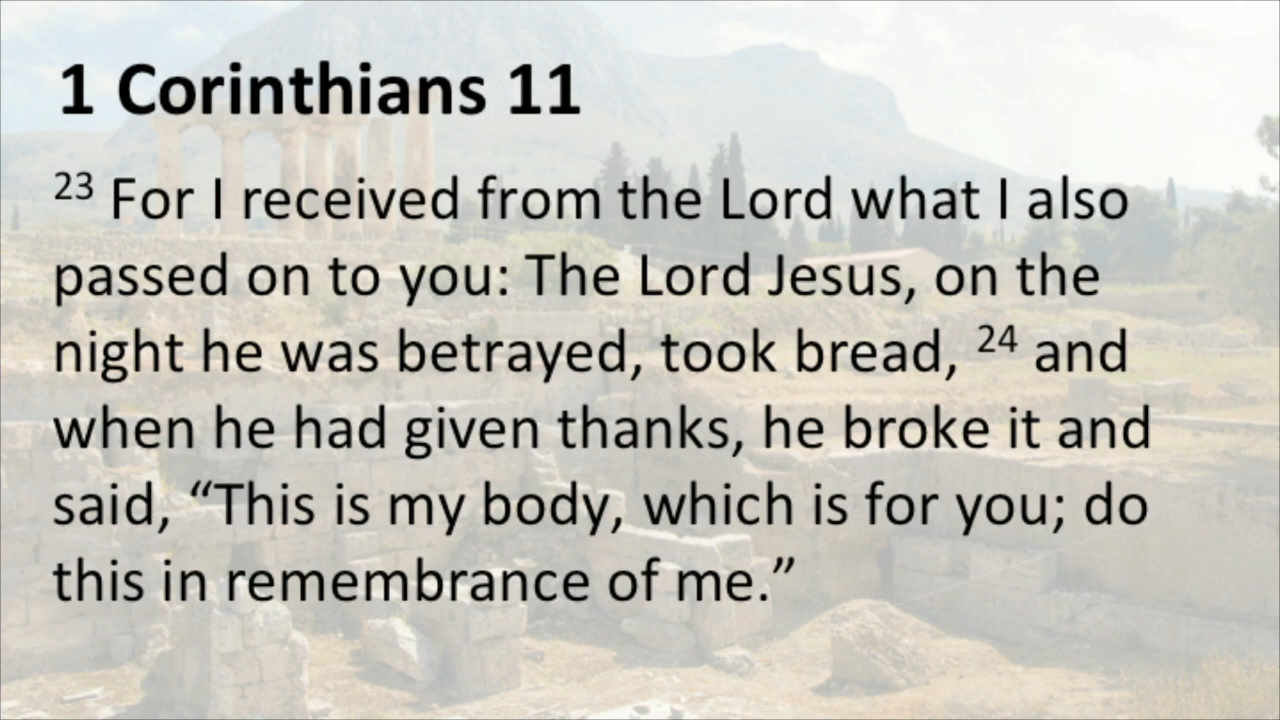 1 Corinthians 11
23 For I received from the Lord what I also
passed on to you: The Lord Jesus, on the
night he was betrayed, took bread, 24 and
when he had given thanks, he broke it and
said, “This is my body, which is for you; do
this in remembrance of me.”